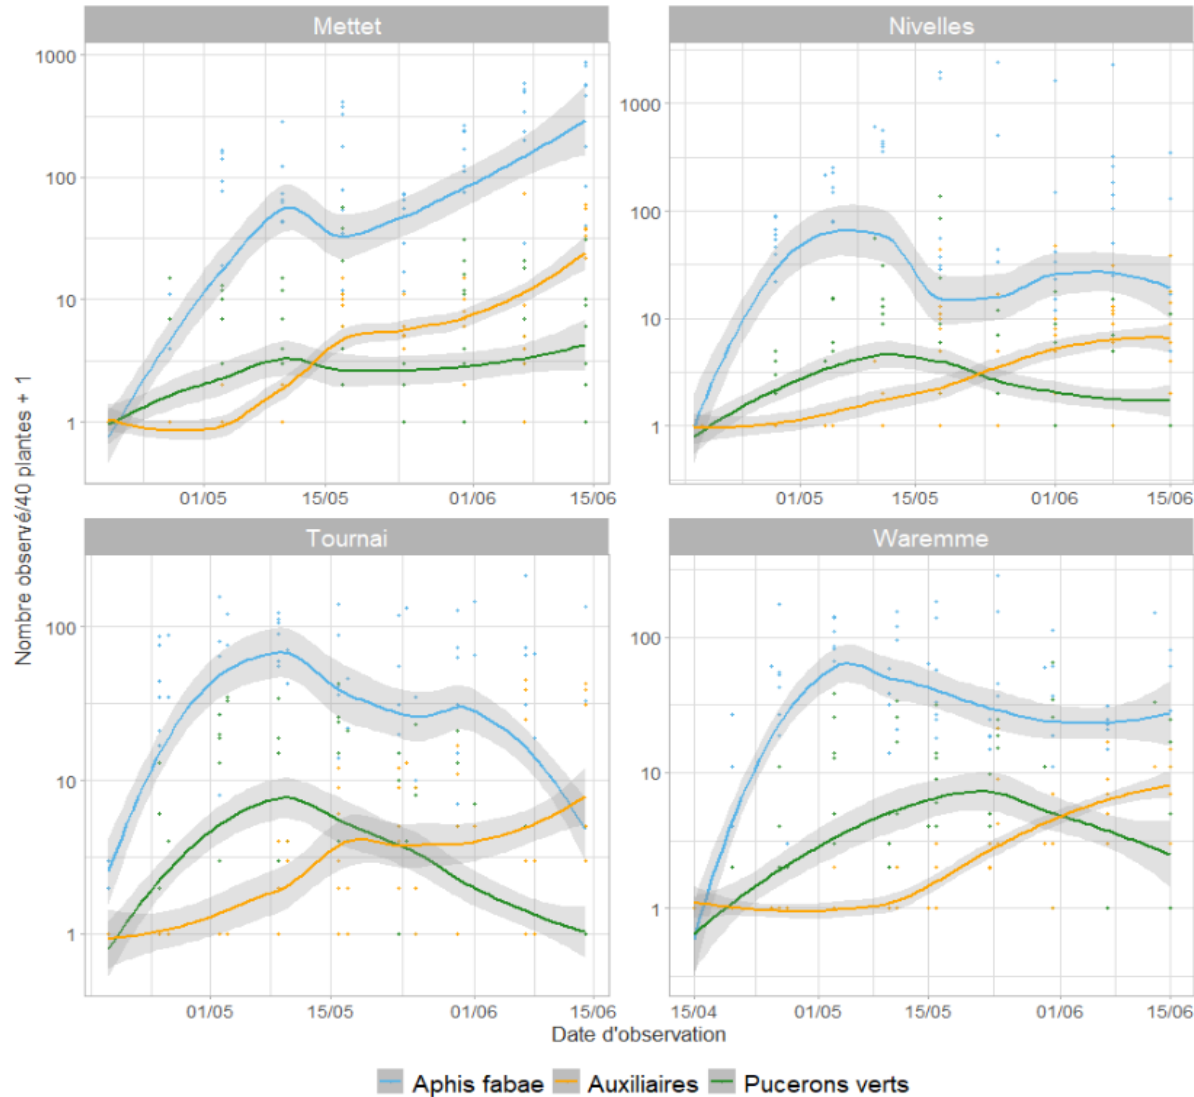 Mettet
Nivelles
1000
100
10
1
1000
100
10
1
01/05 15/05 01/06 15/06
01/05 15/05 01/06 15/06
Nombre observé/40 plantes + 1
Tournai
Waremme
100
10
1
100
10
1
01/05 15/05 01/06 15/06
15/04 01/05 15/05 01/06 15/06
Date d'observation
Aphis fabae Auxiliaires Pucerons verts